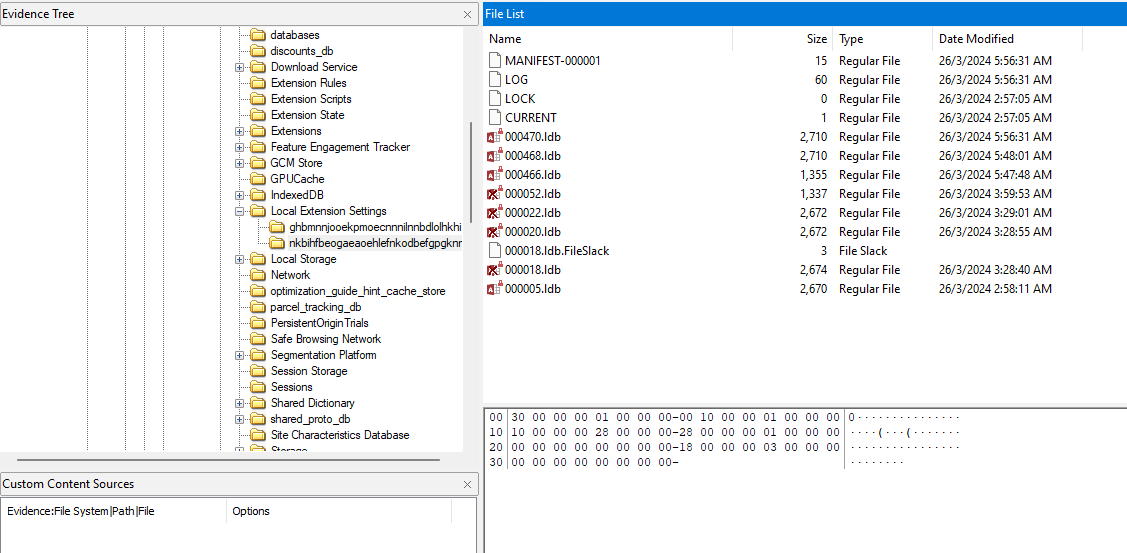 Evidence Tree
databases
discounts_db
Download Service
Extension Rules
Extension Scripts
Extension State
Extensions
Feature Engagement Tracker
GCM Store
GPUCache
IndexedDB
Local Extension Settings
ghbmnnjooekpmoecnnnilnnbdlolhkhi
nkbihfbeogaeaoehlefnkodbefgpgknr
Local Storage
Network
optimization_guide_hint_cache_store
parcel_tracking_db
PersistentOriginTrials
Safe Browsing Network
Segmentation Platform
Session Storage
Sessions
Shared Dictionary
shared_proto_db
Site Characteristics Database
Storage
Custom Content Sources
Evidence:File System|Path|File Options
File List
Name Size Type Date Modified
MANIFEST-000001 15 Regular File 26/3/2024 5:56:31 AM
LOG 60 Regular File 26/3/2024 5:56:31 AM
LOCK 0 Regular File 26/3/2024 2:57:05 AM
CURRENT 1 Regular File 26/3/2024 2:57:05 AM
000470.ldb 2,710 Regular File 26/3/2024 5:56:31 AM
000468.ldb 2,710 Regular File 26/3/2024 5:48:01 AM
000466.ldb 1,355 Regular File 26/3/2024 5:47:48 AM
000052.ldb 1,337 Regular File 26/3/2024 3:59:53 AM
000022.ldb 2,672 Regular File 26/3/2024 3:29:01 AM
000020.ldb 2,672 Regular File 26/3/2024 3:28:55 AM
000018.ldb.FileSlack 3 File Slack
000018.ldb 2,674 Regular File 26/3/2024 3:28:40 AM
000005.ldb 2,670 Regular File 26/3/2024 2:58:11 AM
00 30 00 00 00 01 00 00 00-00 10 00 00 01 00 00 00 0···············
10 10 00 00 00 28 00 00 00-28 00 00 00 01 00 00 00 ····(···(·······
20 00 00 00 00 00 00 00 00-18 00 00 00 03 00 00 00 ················
30 00 00 00 00 00 00 00 00- ········